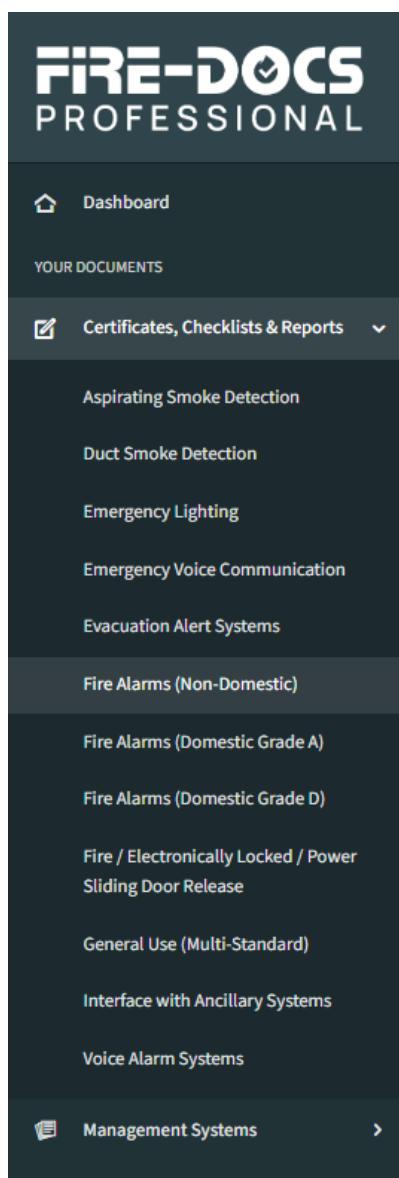 FIRE-DOCS
PROFESSIONAL
Dashboard
YOUR DOCUMENTS
Certificates, Checklists & Reports
Aspirating Smoke Detection
Duct Smoke Detection
Emergency Lighting
Emergency Voice Communication
Evacuation Alert Systems
Fire Alarms (Non-Domestic)
Fire Alarms (Domestic Grade A)
Fire Alarms (Domestic Grade D)
Fire / Electronically Locked / Power
Sliding Door Release
General Use (Multi-Standard)
Interface with Ancillary Systems
Voice Alarm Systems
Management Systems